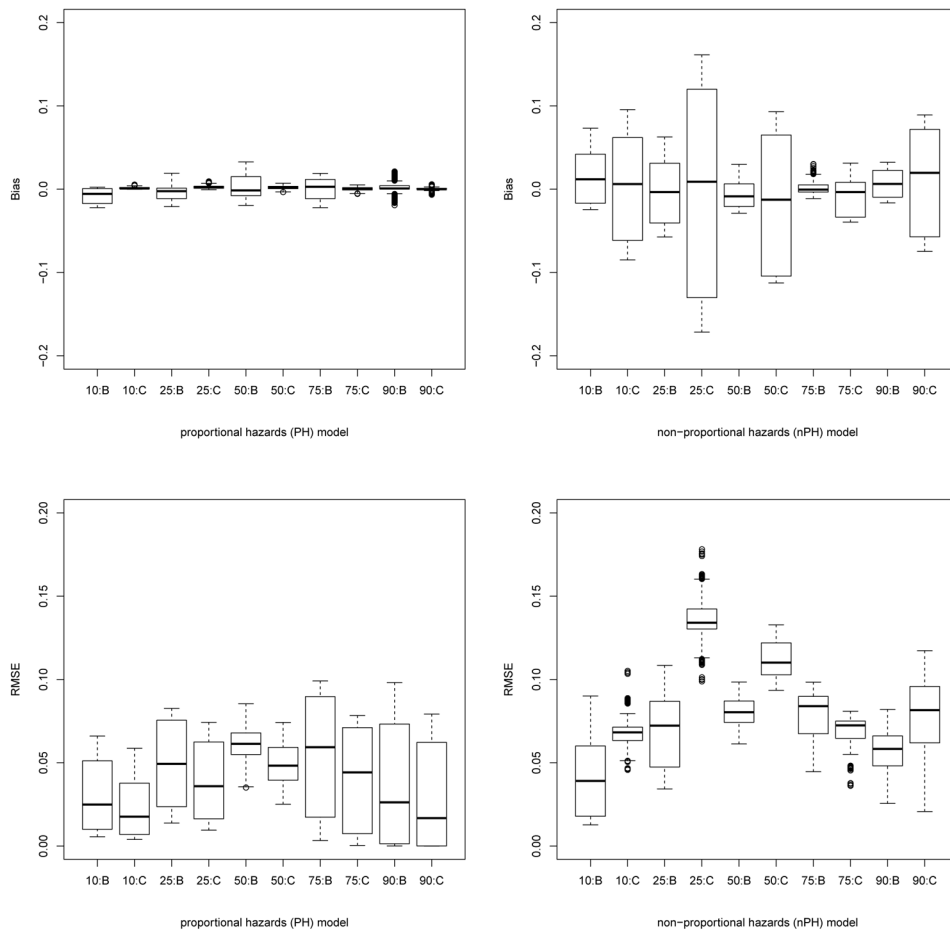 0.2
0.1
0.0
−0.1
−0.2
Bias
10:B 10:C 25:B 25:C 50:B 50:C 75:B 75:C 90:B 90:C
proportional hazards (PH) model
0.2
0.1
0.0
−0.1
−0.2
Bias
10:B 10:C 25:B 25:C 50:B 50:C 75:B 75:C 90:B 90:C
non−proportional hazards (nPH) model
0.20
0.15
0.10
0.05
0.00
RMSE
10:B 10:C 25:B 25:C 50:B 50:C 75:B 75:C 90:B 90:C
proportional hazards (PH) model
0.20
0.15
0.10
0.05
0.00
RMSE
10:B 10:C 25:B 25:C 50:B 50:C 75:B 75:C 90:B 90:C
non−proportional hazards (nPH) model